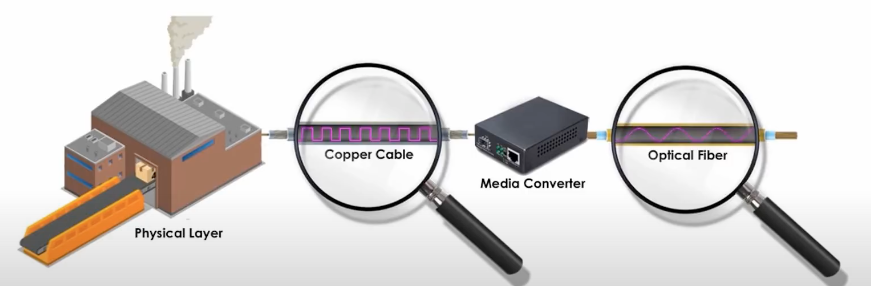 Copper Cable
Optical Fiber
Media Converter
Physical Layer